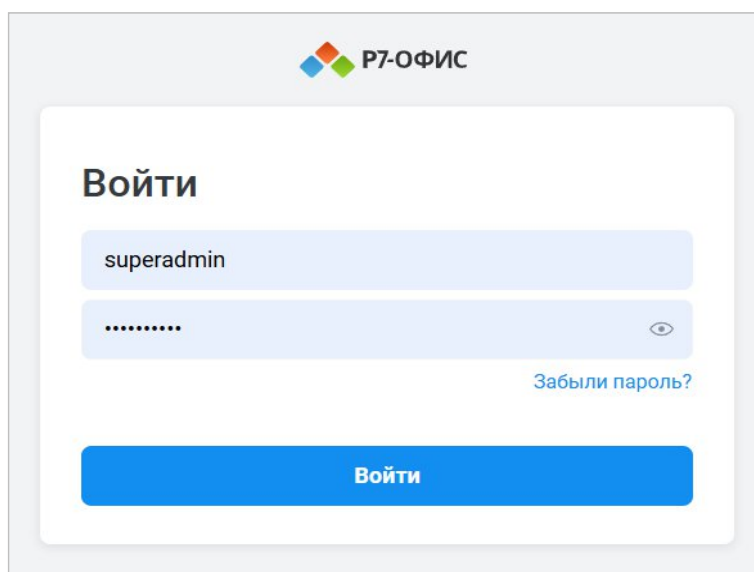 Р7-ОФИС
Войти
superadmin
••••••••••
Забыли пароль?
Войти